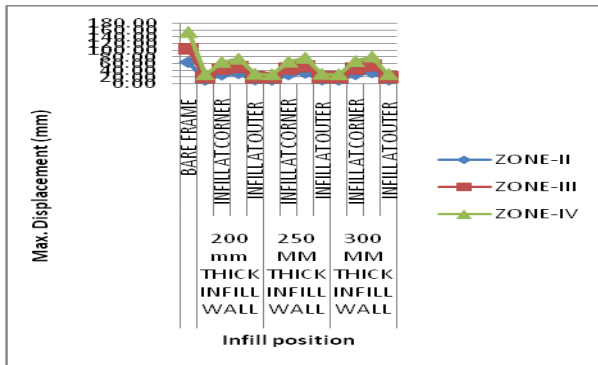 180.00
160.00
140.00
120.00
100.00
80.00
60.00
40.00
20.00
0.00
Max. Displacement (mm)
BARE FRAME
INFILL AT CORNER
INFILL AT OUTER
INFILL AT CORNER
INFILL AT OUTER
INFILL AT CORNER
INFILL AT OUTER
200
mm
THICK
INFILL
WALL
250
MM
THICK
INFILL
WALL
300
MM
THICK
INFILL
WALL
Infill position
ZONE-II
ZONE-III
ZONE-IV